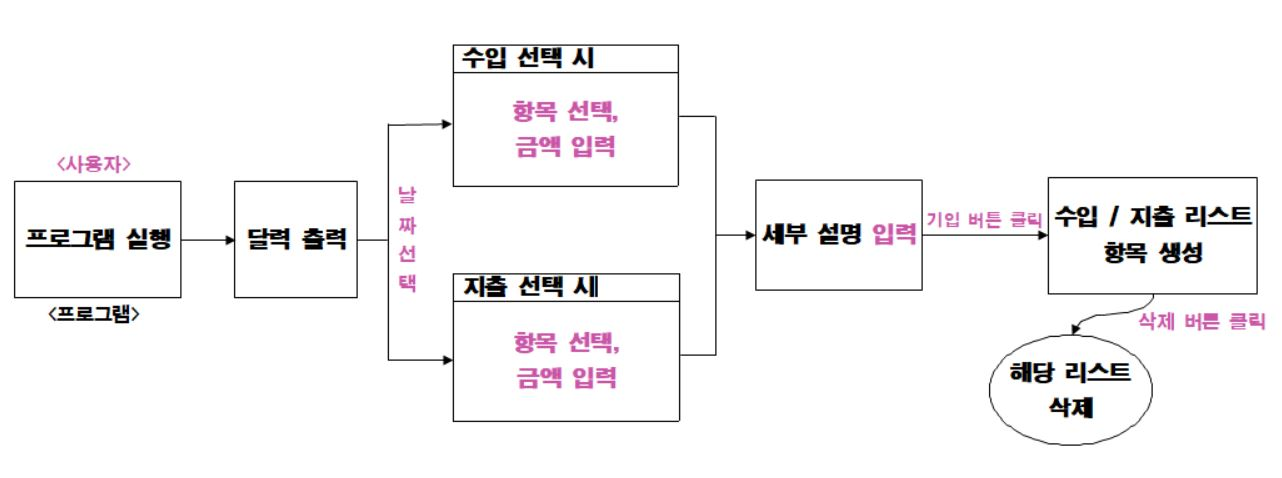 <사용자>
프로그램 실행
<프로그램>
달력 출력
날
짜
선
택
수입 선택 시
항목 선택,
금액 입력
지출 선택 시
항목 선택,
금액 입력
세부 설명 입력
기입 버튼 클릭
수입 / 지출 리스트
항목 생성
삭제 버튼 클릭
해당 리스트
삭제